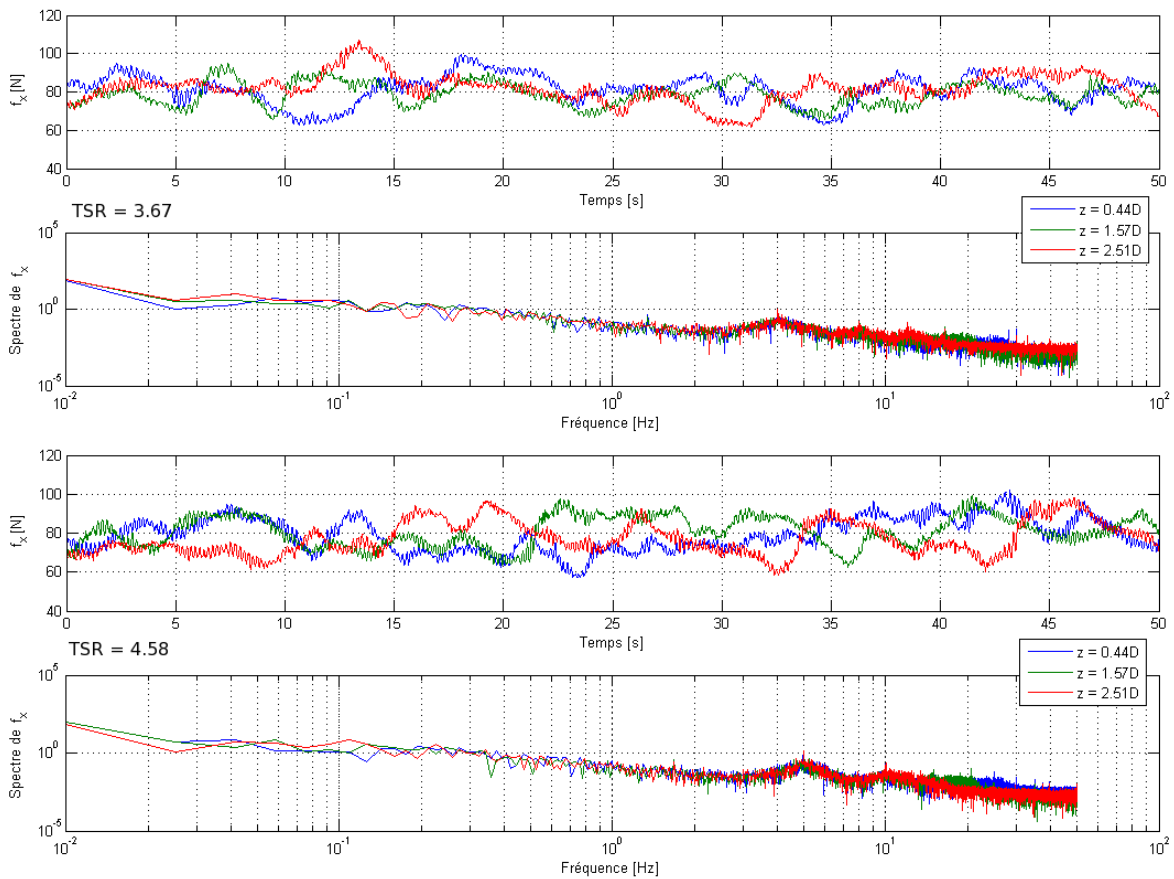 120
100
80
60
40
f_x [N]
0 5 10 15 20 25 30 35 40 45 50
Temps [s]
TSR = 3.67
z = 0.44D
z = 1.57D
z = 2.51D
10^5
10^0
10^-5
Spectre de f_x
10^-2 10^-1 10^0 10^1 10^2
Fréquence [Hz]
120
100
80
60
40
f_x [N]
0 5 10 15 20 25 30 35 40 45 50
Temps [s]
TSR = 4.58
z = 0.44D
z = 1.57D
z = 2.51D
10^5
10^0
10^-5
Spectre de f_x
10^-2 10^-1 10^0 10^1 10^2
Fréquence [Hz]